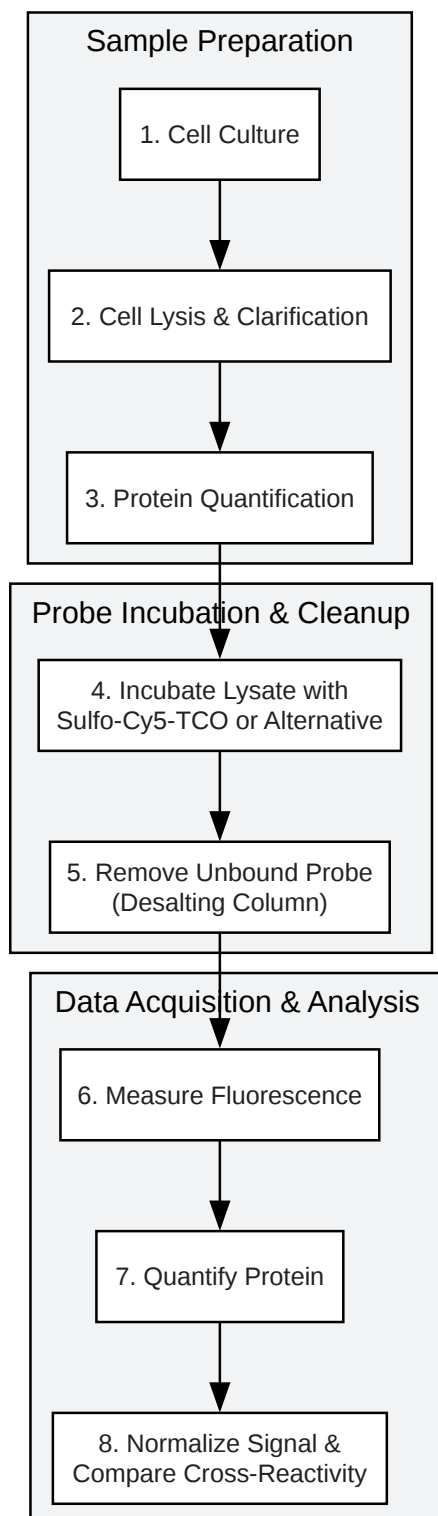 Sample Preparation
1. Cell Culture
2. Cell Lysis & Clarification
3. Protein Quantification
Probe Incubation & Cleanup
4. Incubate Lysate with
Sulfo-Cy5-TCO or Alternative
5. Remove Unbound Probe
(Desalting Column)
Data Acquisition & Analysis
6. Measure Fluorescence
7. Quantify Protein
8. Normalize Signal &
Compare Cross-Reactivity